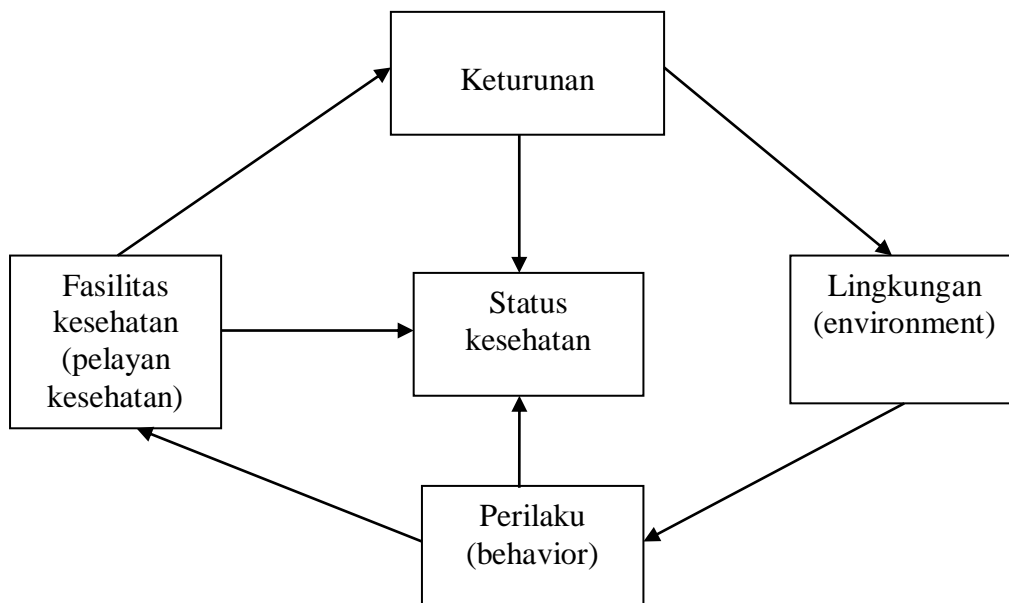 Keturunan
Fasilitas
kesehatan
(pelayan
kesehatan)
Status
kesehatan
Lingkungan
(environment)
Perilaku
(behavior)